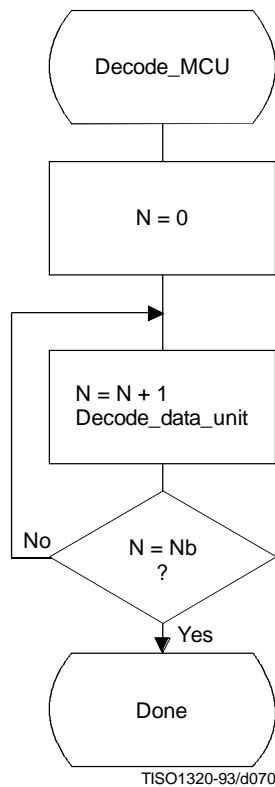 Decode_MCU
N = 0
N = N + 1
Decode_data_unit
No
N = Nb
?
Yes
Done
TISO1320-93/d070